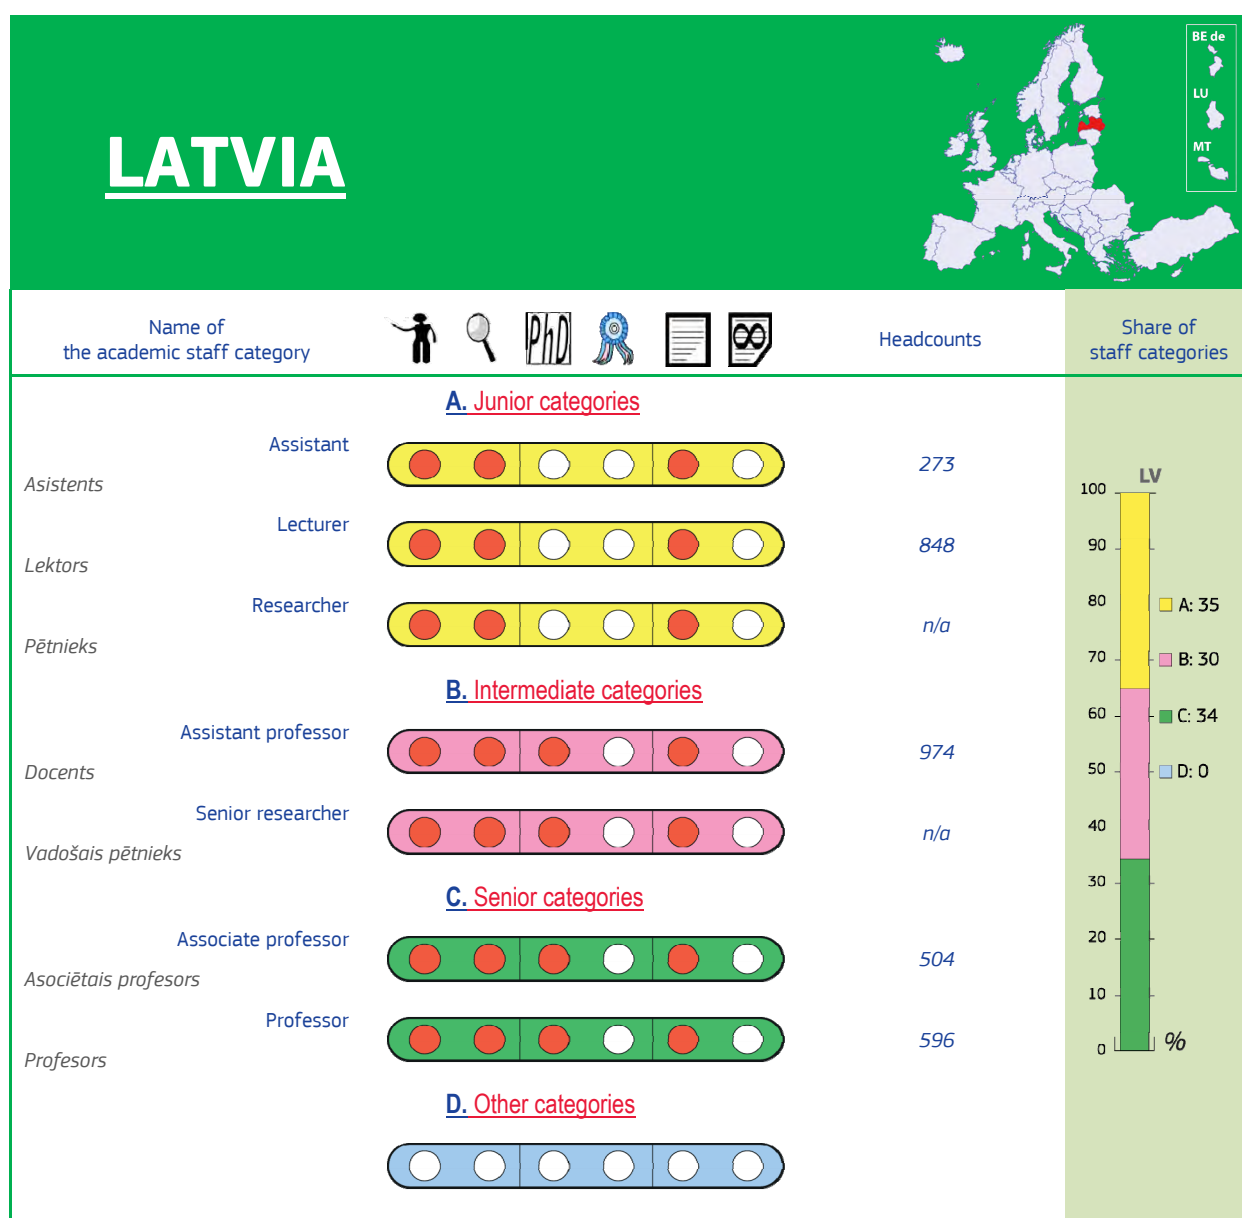 LATVIA
BE de
LU
MT
Name of
the academic staff category
PhD
Headcounts
Share of
staff categories
A. Junior categories
Assistant
Asistents
273
Lecturer
Lektors
848
Researcher
Pētnieks
n/a
B. Intermediate categories
Assistant professor
Docents
974
Senior researcher
Vadošais pētnieks
n/a
C. Senior categories
Associate professor
Asociētais profesors
504
Professor
Profesors
596
D. Other categories
LV
100
90
80
70
60
50
40
30
20
10
0
%
A: 35
B: 30
C: 34
D: 0